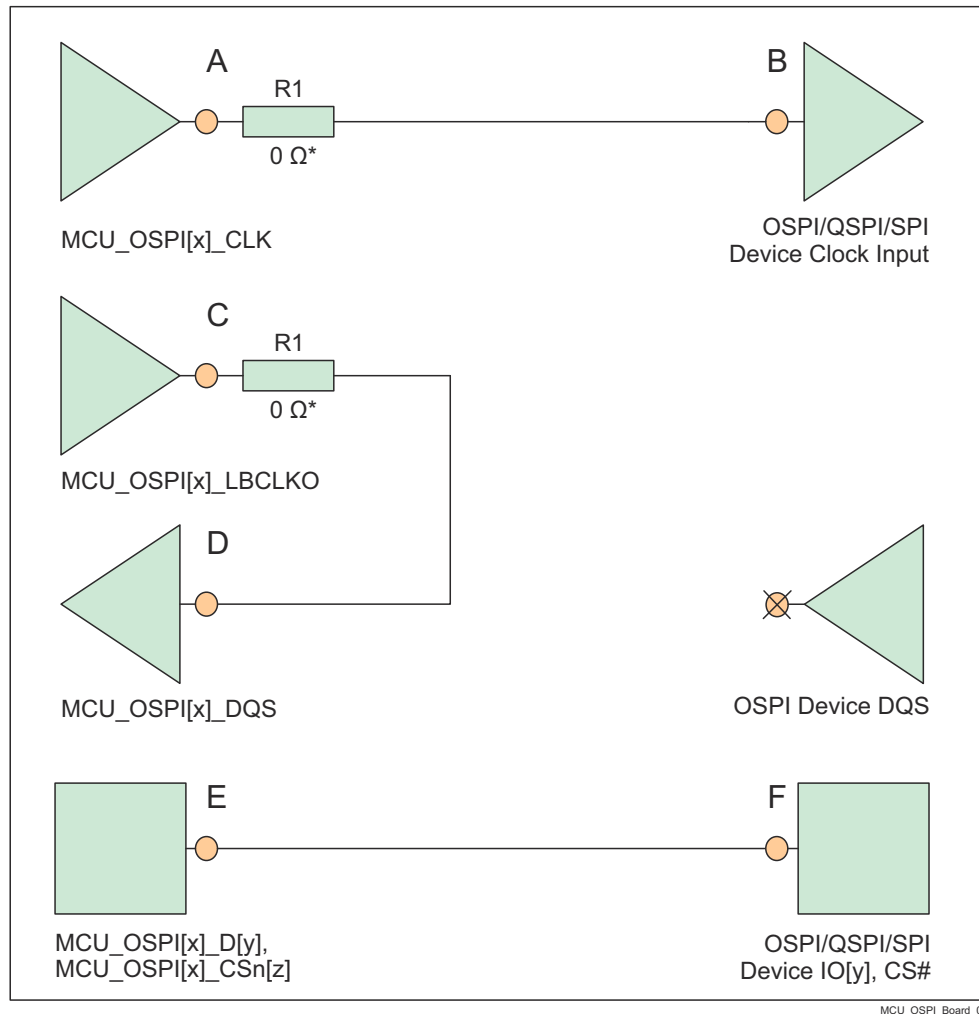 A
B
R1
0 Ω*
MCU_OSPI[x]_CLK
OSPI/QSPI/SPI
Device Clock Input
C
R1
0 Ω*
MCU_OSPI[x]_LBCLKO
D
MCU_OSPI[x]_DQS
OSPI Device DQS
E
F
MCU_OSPI[x]_D[y],
MCU_OSPI[x]_CSn[z]
OSPI/QSPI/SPI
Device IO[y], CS#
MCU_OSPI_Board_